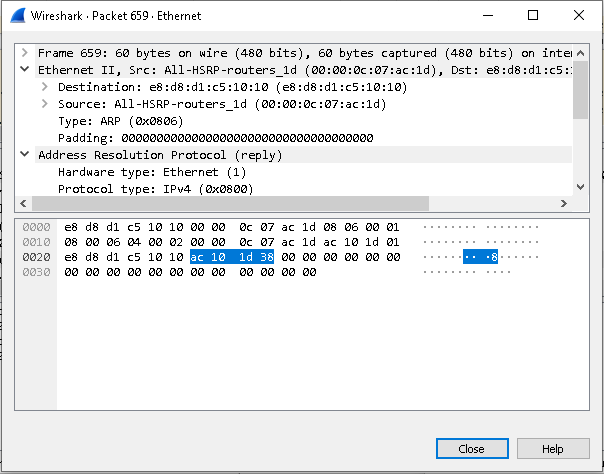 Wireshark · Packet 659 · Ethernet
Frame 659: 60 bytes on wire (480 bits), 60 bytes captured (480 bits) on inte
Ethernet II, Src: All-HSRP-routers_1d (00:00:0c:07:ac:1d), Dst: e8:d8:d1:c5:1
Destination: e8:d8:d1:c5:10:10 (e8:d8:d1:c5:10:10)
Source: All-HSRP-routers_1d (00:00:0c:07:ac:1d)
Type: ARP (0x0806)
Padding: 000000000000000000000000000000000000
Address Resolution Protocol (reply)
Hardware type: Ethernet (1)
Protocol type: IPv4 (0x0800)
0000 e8 d8 d1 c5 10 10 00 00 0c 07 ac 1d 08 06 00 01 ········ ········
0010 08 00 06 04 00 02 00 00 0c 07 ac 1d ac 10 1d 01 ········ ········
0020 e8 d8 d1 c5 10 10 ac 10 1d 38 00 00 00 00 00 00 ········ ·8······
0030 00 00 00 00 00 00 00 00 00 00 00 00 ········ ····
Close
Help